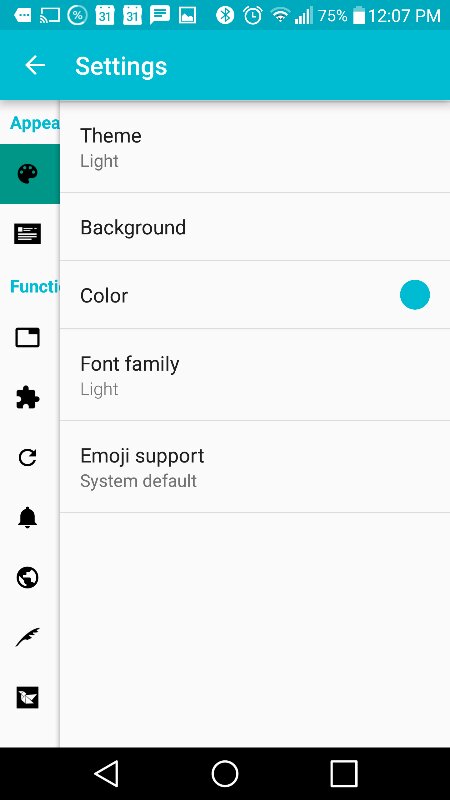 31 31 75% 12:07 PM
Settings
Appea
Theme
Light
Background
Functi
Color
Font family
Light
Emoji support
System default